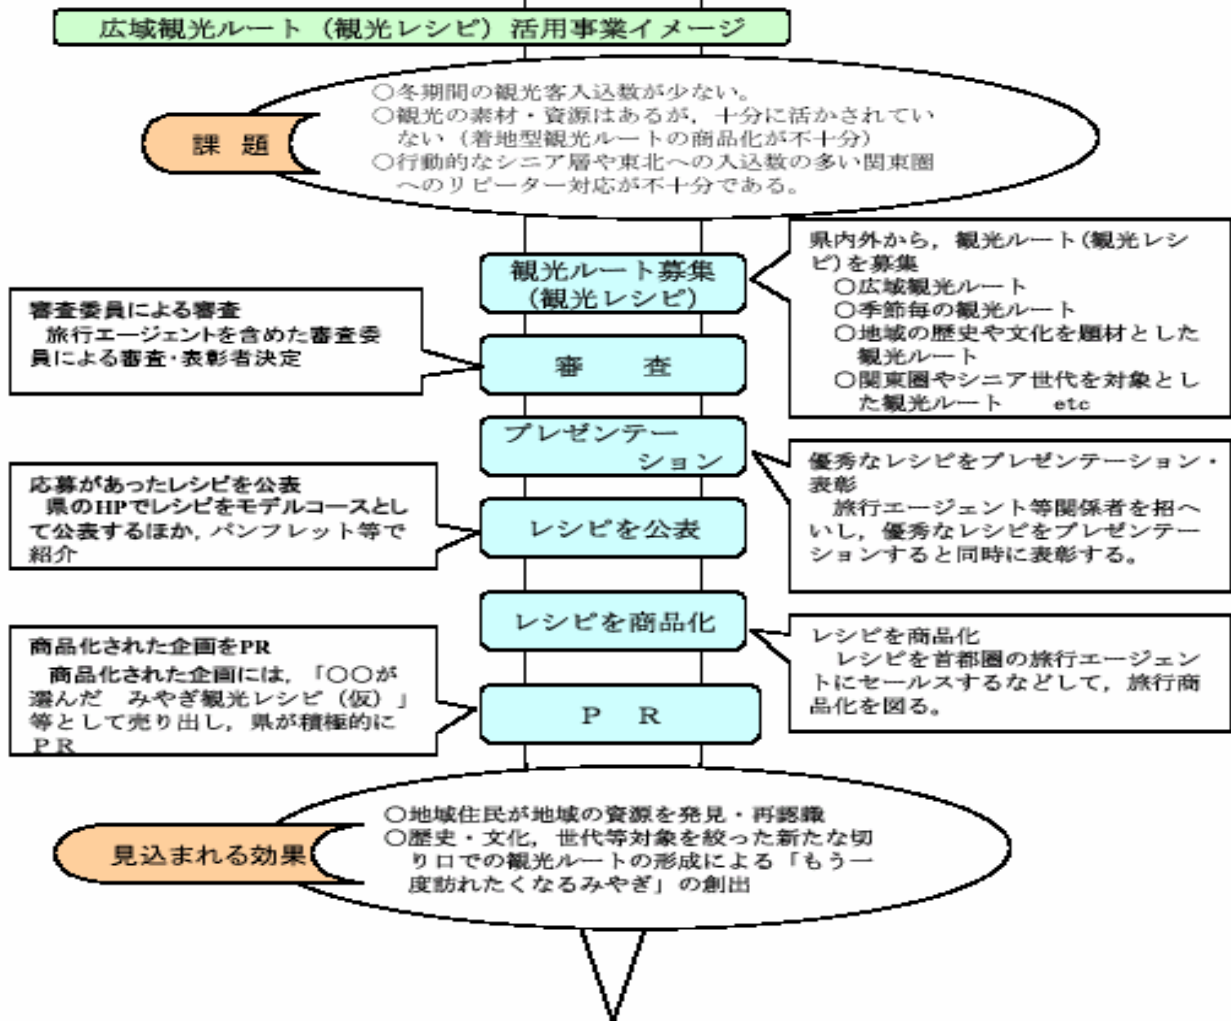 広域観光ルート（観光レシピ）活用事業イメージ
課　題
○冬期間の観光客入込数が少ない。
○観光の素材・資源はあるが，十分に活かされてい
ない（着地型観光ルートの商品化が不十分）
○行動的なシニア層や東北への入込数の多い関東圏
へのリピーター対応が不十分である。
観光ルート募集
（観光レシピ）
県内外から，観光ルート(観光レシ
ピ)を募集
○広域観光ルート
○季節毎の観光ルート
○地域の歴史や文化を題材とした
観光ルート
○関東圏やシニア世代を対象とし
た観光ルート　　etc
審査委員による審査
旅行エージェントを含めた審査委
員による審査・表彰者決定
審　　査
プレゼンテー
ション
優秀なレシピをプレゼンテーション・
表彰
旅行エージェント等関係者を招へ
いし，優秀なレシピをプレゼンテー
ションすると同時に表彰する。
応募があったレシピを公表
県のHPでレシピをモデルコースとし
て公表するほか，パンフレット等で
紹介
レシピを公表
レシピを商品化
レシピを商品化
レシピを首都圏の旅行エージェン
トにセールスするなどして，旅行商
品化を図る。
商品化された企画をPR
商品化された企画には，「○○が
選んだ　みやぎ観光レシピ（仮）」
等として売り出し，県が積極的に
ＰＲ
Ｐ　Ｒ
見込まれる効果
○地域住民が地域の資源を発見・再認識
○歴史・文化，世代等対象を絞った新たな切
り口での観光ルートの形成による「もう一
度訪れたくなるみやぎ」の創出